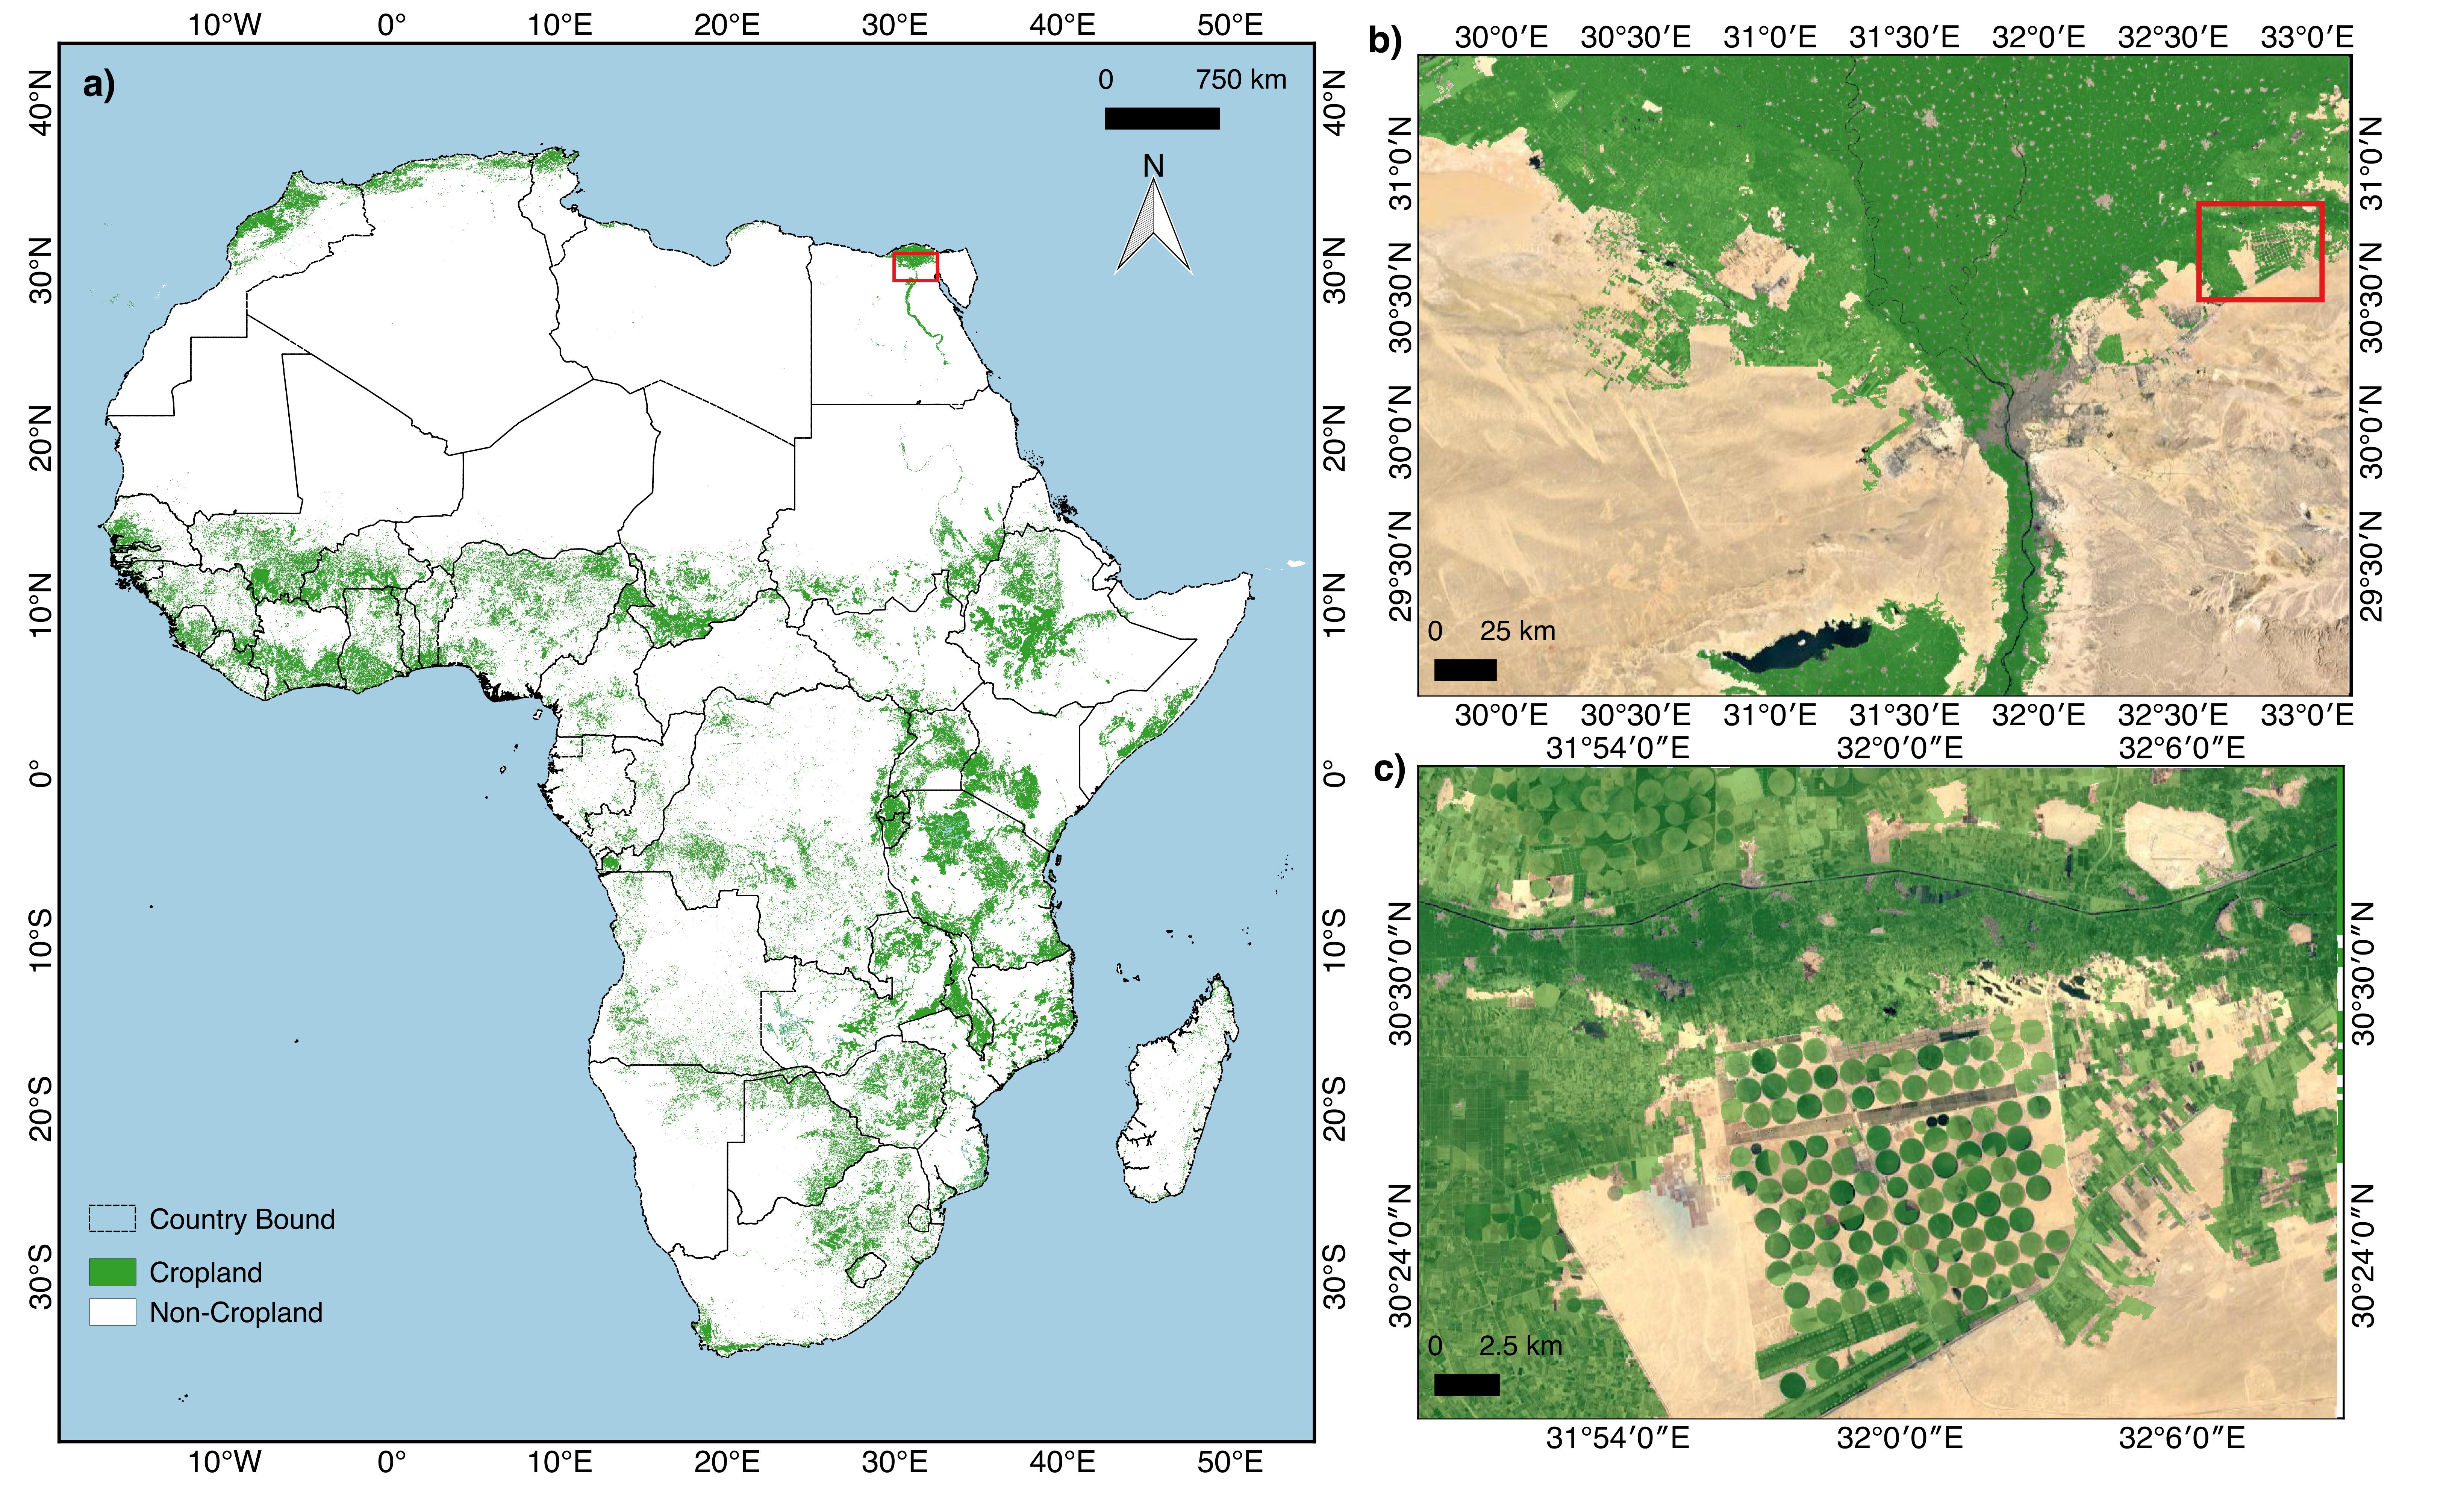 10°W 0° 10°E 20°E 30°E 40°E 50°E
a)
0 750 km
N
40°N
30°N
20°N
10°N
0°
10°S
20°S
30°S
40°N
30°N
20°N
10°N
0°
10°S
20°S
30°S
Country Bound
Cropland
Non-Cropland
10°W 0° 10°E 20°E 30°E 40°E 50°E
b)
30°0′E 30°30′E 31°0′E 31°30′E 32°0′E 32°30′E 33°0′E
31°0′N
30°30′N
30°0′N
29°30′N
31°0′N
30°30′N
30°0′N
29°30′N
0 25 km
30°0′E 30°30′E 31°0′E 31°30′E 32°0′E 32°30′E 33°0′E
c)
31°54′0″E 32°0′0″E 32°6′0″E
30°30′0″N
30°24′0″N
30°30′0″N
30°24′0″N
0 2.5 km
31°54′0″E 32°0′0″E 32°6′0″E